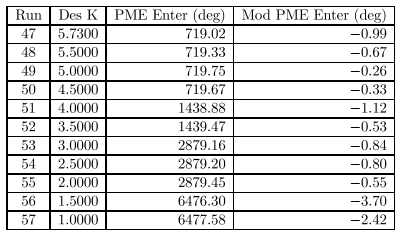 Run Des K PME Enter (deg) Mod PME Enter (deg)
47 5.7300 719.02 −0.99
48 5.5000 719.33 −0.67
49 5.0000 719.75 −0.26
50 4.5000 719.67 −0.33
51 4.0000 1438.88 −1.12
52 3.5000 1439.47 −0.53
53 3.0000 2879.16 −0.84
54 2.5000 2879.20 −0.80
55 2.0000 2879.45 −0.55
56 1.5000 6476.30 −3.70
57 1.0000 6477.58 −2.42